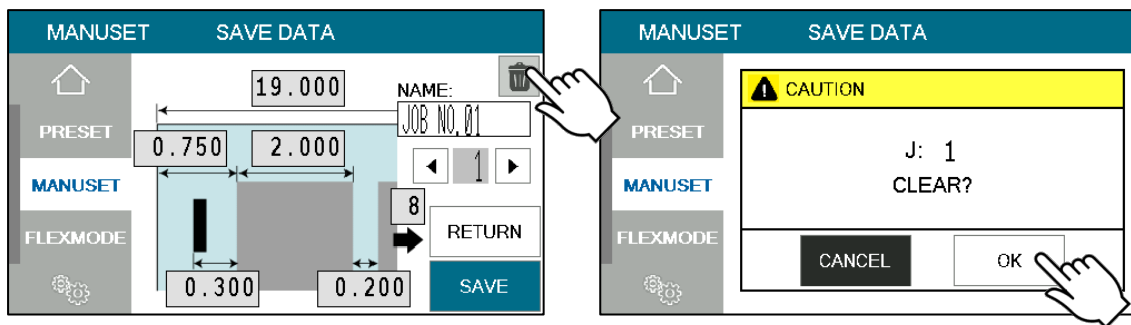 MANUSET SAVE DATA
19.000
NAME:
JOB NO.01
PRESET
0.750 2.000
1
MANUSET
8
FLEXMODE
RETURN
0.300 0.200
SAVE
MANUSET SAVE DATA
CAUTION
PRESET
J: 1
MANUSET
CLEAR?
FLEXMODE
CANCEL OK